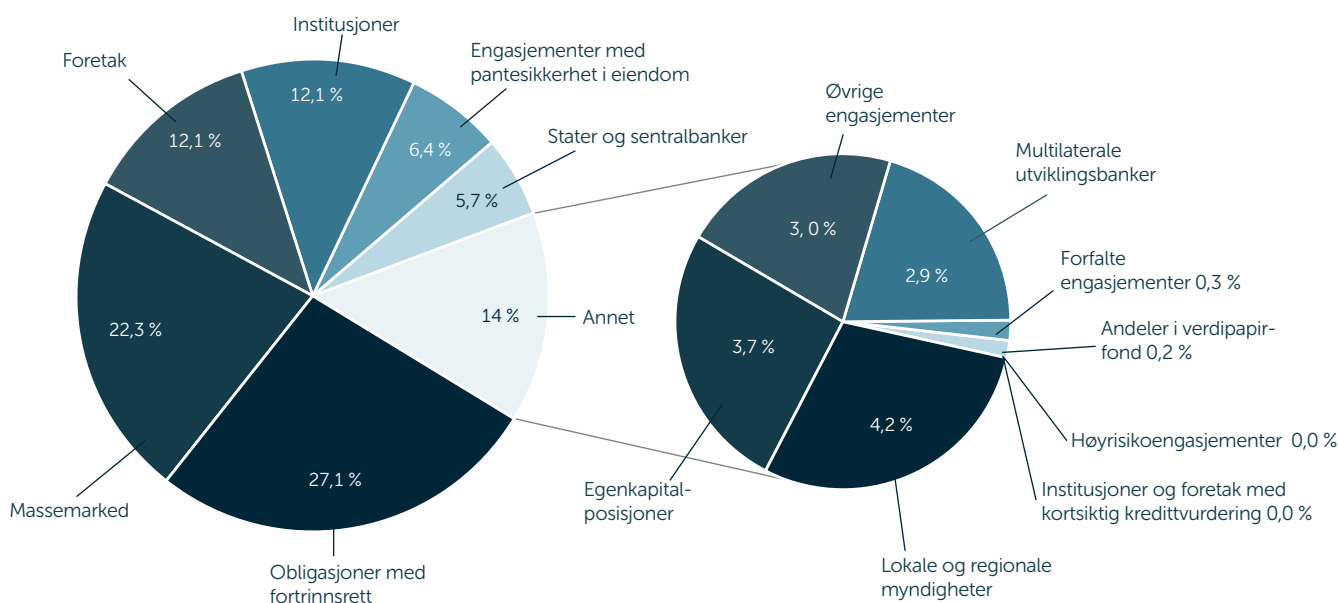 Institusjoner
12,1 %
Foretak
12,1 %
Engasjementer med
pantesikkerhet i eiendom
6,4 %
Stater og sentralbanker
5,7 %
14 %
Annet
22,3 %
Massemarked
27,1 %
Obligasjoner med
fortrinnsrett
Øvrige
engasjementer
3, 0 %
Multilaterale
utviklingsbanker
2,9 %
Forfalte
engasjementer 0,3 %
Andeler i verdipapir-
fond 0,2 %
Høyrisikoengasjementer 0,0 %
Institusjoner og foretak med
kortsiktig kredittvurdering 0,0 %
3,7 %
Egenkapital-
posisjoner
4,2 %
Lokale og regionale
myndigheter